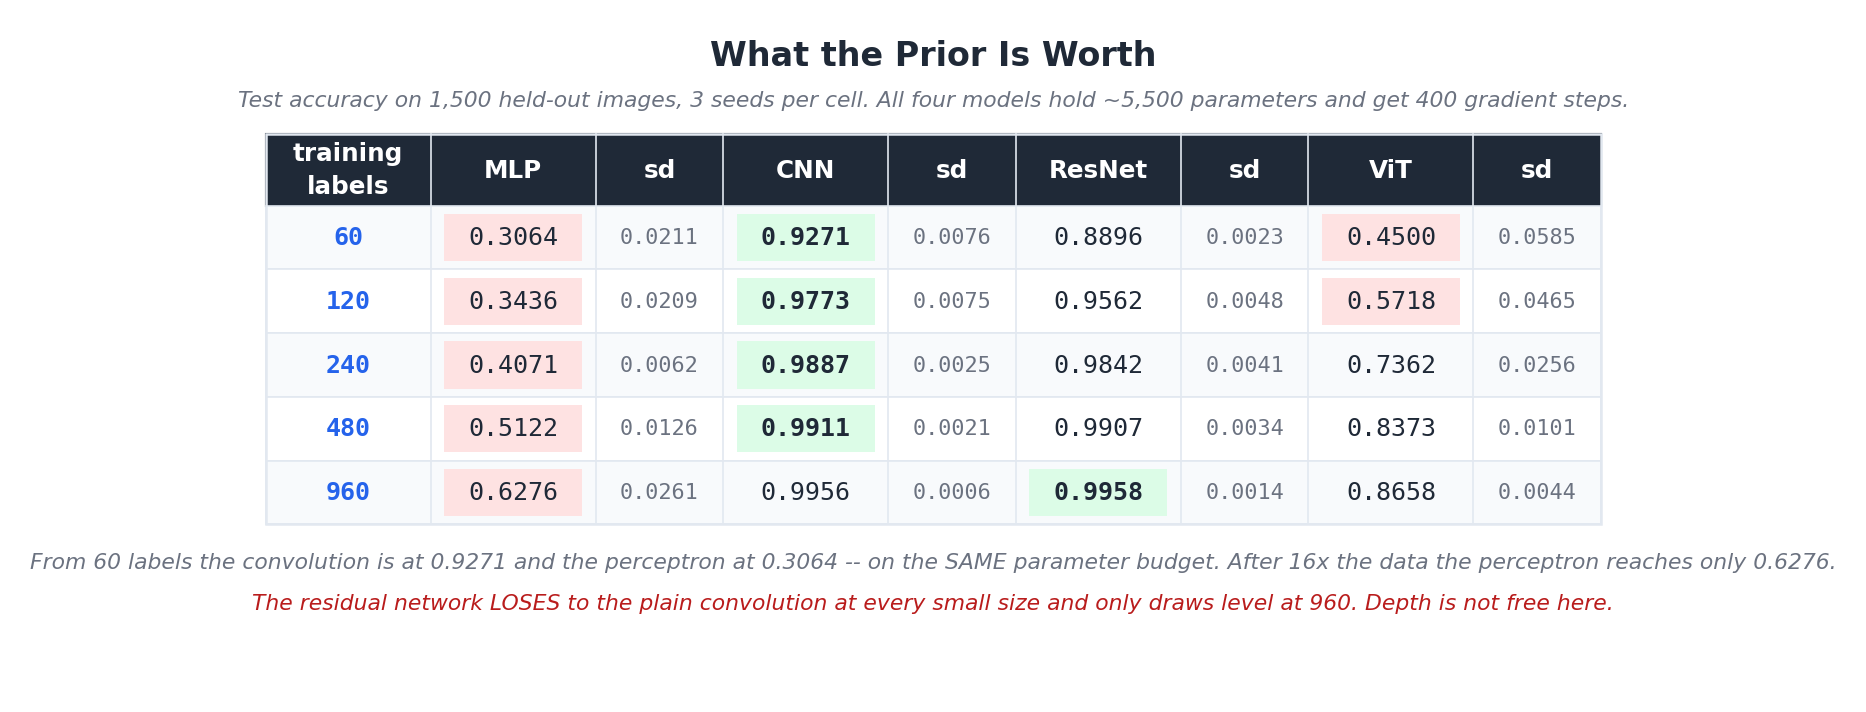 What the Prior Is Worth
Test accuracy on 1,500 held-out images, 3 seeds per cell. All four models hold ~5,500 parameters and get 400 gradient steps.
training labels MLP sd CNN sd ResNet sd ViT sd
60 0.3064 0.0211 0.9271 0.0076 0.8896 0.0023 0.4500 0.0585
120 0.3436 0.0209 0.9773 0.0075 0.9562 0.0048 0.5718 0.0465
240 0.4071 0.0062 0.9887 0.0025 0.9842 0.0041 0.7362 0.0256
480 0.5122 0.0126 0.9911 0.0021 0.9907 0.0034 0.8373 0.0101
960 0.6276 0.0261 0.9956 0.0006 0.9958 0.0014 0.8658 0.0044
From 60 labels the convolution is at 0.9271 and the perceptron at 0.3064 -- on the SAME parameter budget. After 16x the data the perceptron reaches only 0.6276.
The residual network LOSES to the plain convolution at every small size and only draws level at 960. Depth is not free here.